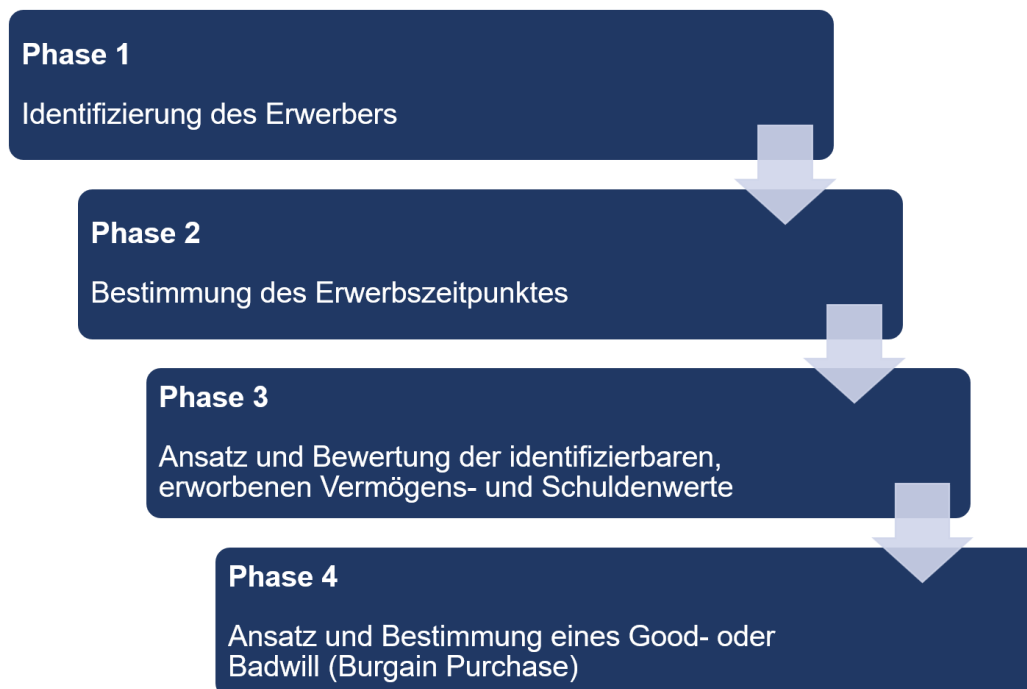 Phase 1
Identifizierung des Erwerbers
Phase 2
Bestimmung des Erwerbszeitpunktes
Phase 3
Ansatz und Bewertung der identifizierbaren,
erworbenen Vermögens- und Schuldenwerte
Phase 4
Ansatz und Bestimmung eines Good- oder
Badwill (Burgain Purchase)